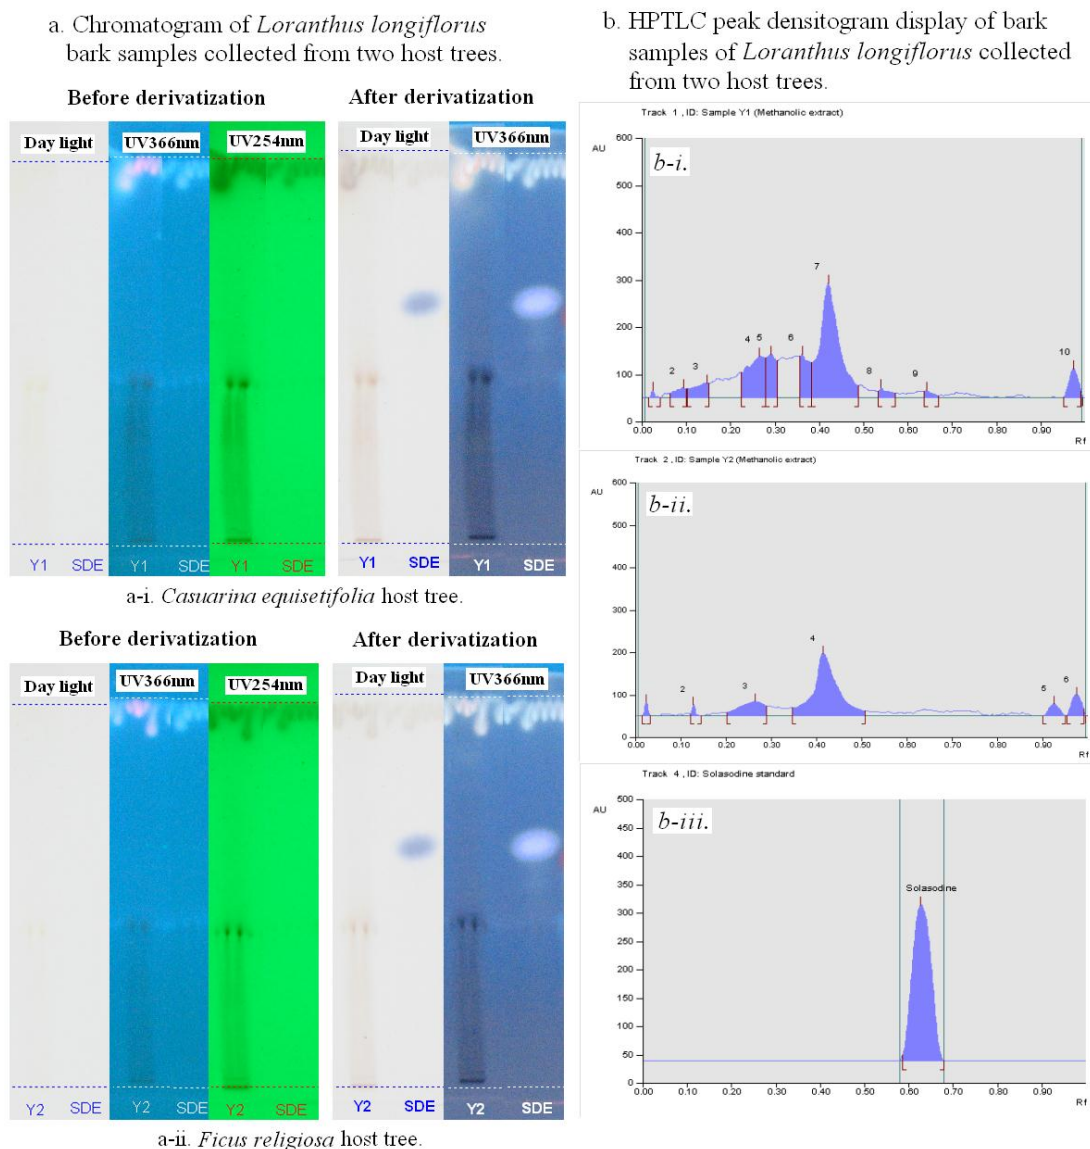 a. Chromatogram of Loranthus longiflorus
bark samples collected from two host trees.
Before derivatization
After derivatization
Day light
UV366nm
UV254nm
Day light
UV366nm
Y1 SDE Y1 SDE Y1 SDE Y1 SDE Y1 SDE
a-i. Casuarina equisetifolia host tree.
Before derivatization
After derivatization
Day light
UV366nm
UV254nm
Day light
UV366nm
Y2 SDE Y2 SDE Y2 SDE Y2 SDE Y2 SDE
a-ii. Ficus religiosa host tree.
b. HPTLC peak densitogram display of bark
samples of Loranthus longiflorus collected
from two host trees.
Track 1 , ID: Sample Y1 (Methanolic extract)
600
AU
500
400
300
200
100
0
b-i.
2 3 4 5 6 7 8 9 10
0.00 0.10 0.20 0.30 0.40 0.50 0.60 0.70 0.80 0.90
Rf
Track 2 , ID: Sample Y2 (Methanolic extract)
600
AU
500
400
300
200
100
0
b-ii.
2 3 4 5 6
0.00 0.10 0.20 0.30 0.40 0.50 0.60 0.70 0.80 0.90
Rf
Track 4 , ID: Solasodine standard
500
AU
450
400
350
300
250
200
150
100
50
0
b-iii.
Solasodine
0.00 0.10 0.20 0.30 0.40 0.50 0.60 0.70 0.80 0.90
Rf